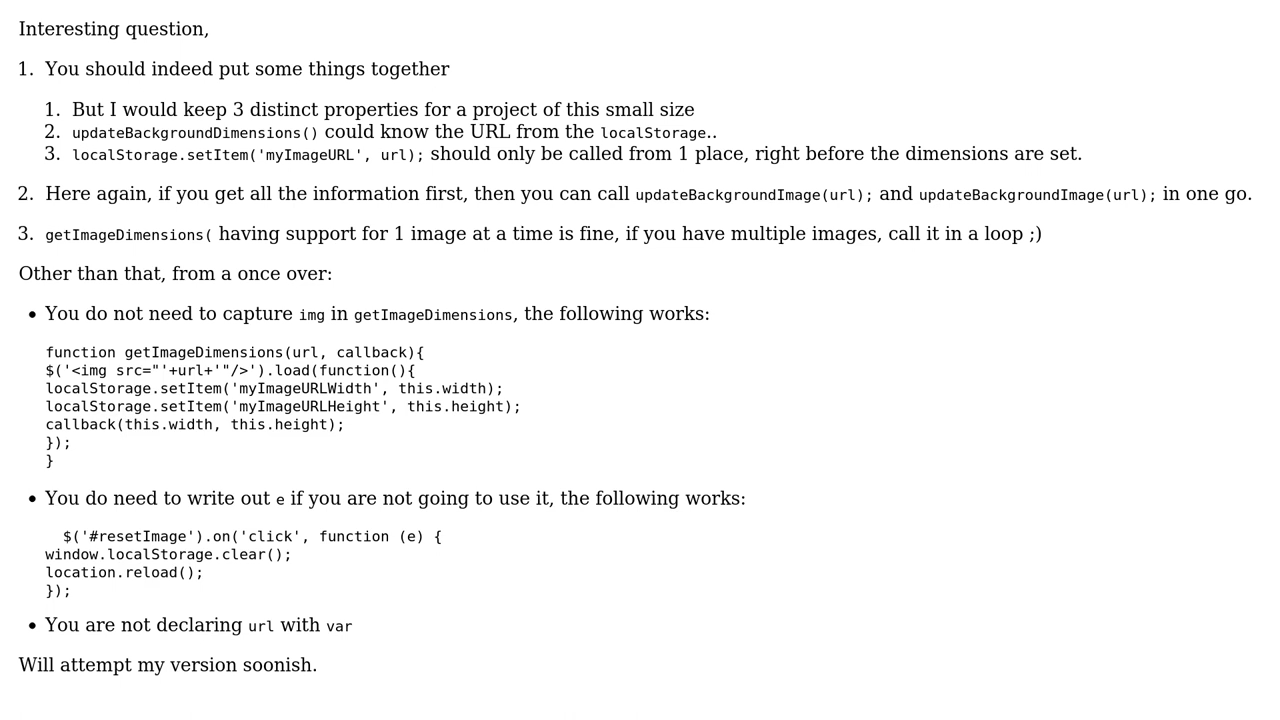 Interesting question,
1. You should indeed put some things together
1. But I would keep 3 distinct properties for a project of this small size
2. updateBackgroundDimensions() could know the URL from the localStorage..
3. localStorage.setItem('myImageURL', url); should only be called from 1 place, right before the dimensions are set.
2. Here again, if you get all the information first, then you can call updateBackgroundImage(url); and updateBackgroundImage(url); in one go.
3. getImageDimensions( having support for 1 image at a time is fine, if you have multiple images, call it in a loop ;)
Other than that, from a once over:
• You do not need to capture img in getImageDimensions, the following works:
function getImageDimensions(url, callback){
$('<img src="'+url+'"/>').load(function(){
localStorage.setItem('myImageURLWidth', this.width);
localStorage.setItem('myImageURLHeight', this.height);
callback(this.width, this.height);
});
}
• You do need to write out e if you are not going to use it, the following works:
$('#resetImage').on('click', function (e) {
window.localStorage.clear();
location.reload();
});
• You are not declaring url with var
Will attempt my version soonish.